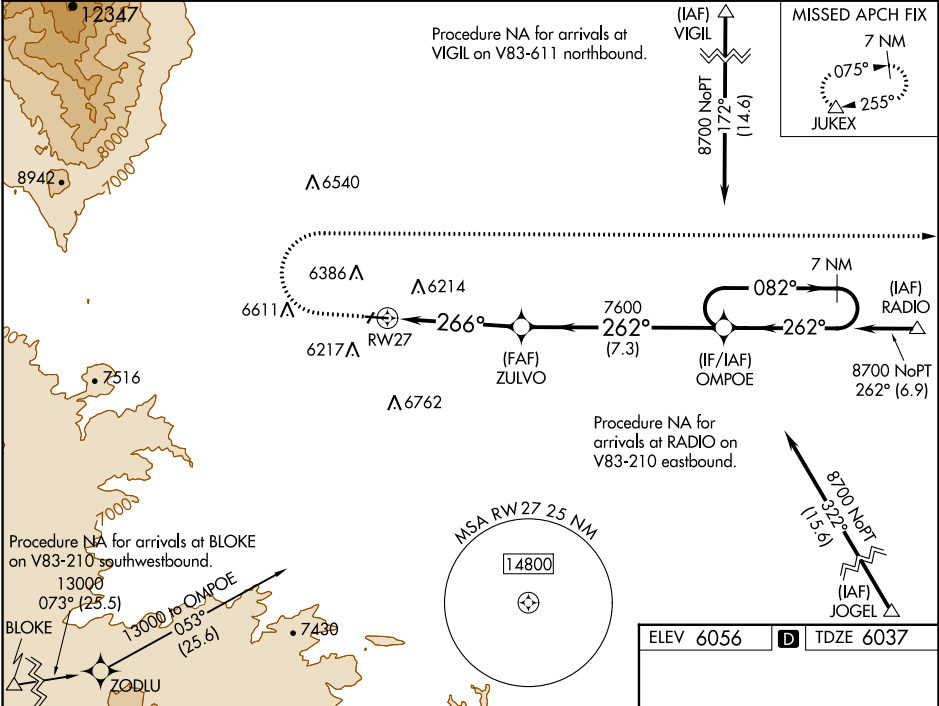 12347
Procedure NA for arrivals at
VIGIL on V83-611 northbound.
(IAF)
VIGIL
8700 NoPT
172°
(14.6)
MISSED APCH FIX
7 NM
075°
255°
JUKEX
8000
7000
8942
6540
6386
6214
6611
6217
RW27
266°
(FAF)
ZULVO
7600
262°
(7.3)
(IF/IAF)
OMPOE
082°
7 NM
262°
(IAF)
RADIO
8700 NoPT
262° (6.9)
7516
6762
Procedure NA for
arrivals at RADIO on
V83-210 eastbound.
7000
Procedure NA for arrivals at BLOKE
on V83-210 southwestbound.
13000
073° (25.5)
BLOKE
ZODLU
13000 to OMPOE
053°
(25.6)
7430
MSA RW27 25 NM
14800
8700 NoPT
322°
(15.6)
(IAF)
JOGEL
ELEV 6056
D
TDZE 6037